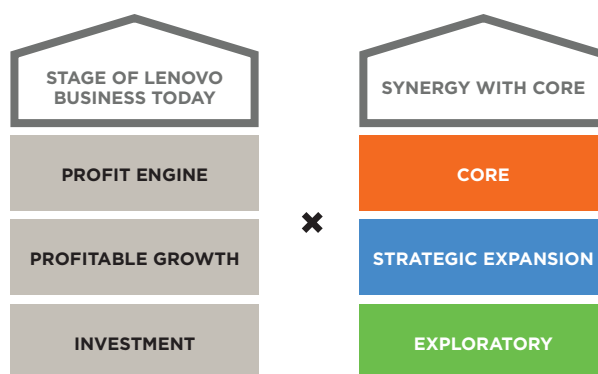 STAGE OF LENOVO
BUSINESS TODAY
PROFIT ENGINE
PROFITABLE GROWTH
INVESTMENT
×
SYNERGY WITH CORE
CORE
STRATEGIC EXPANSION
EXPLORATORY